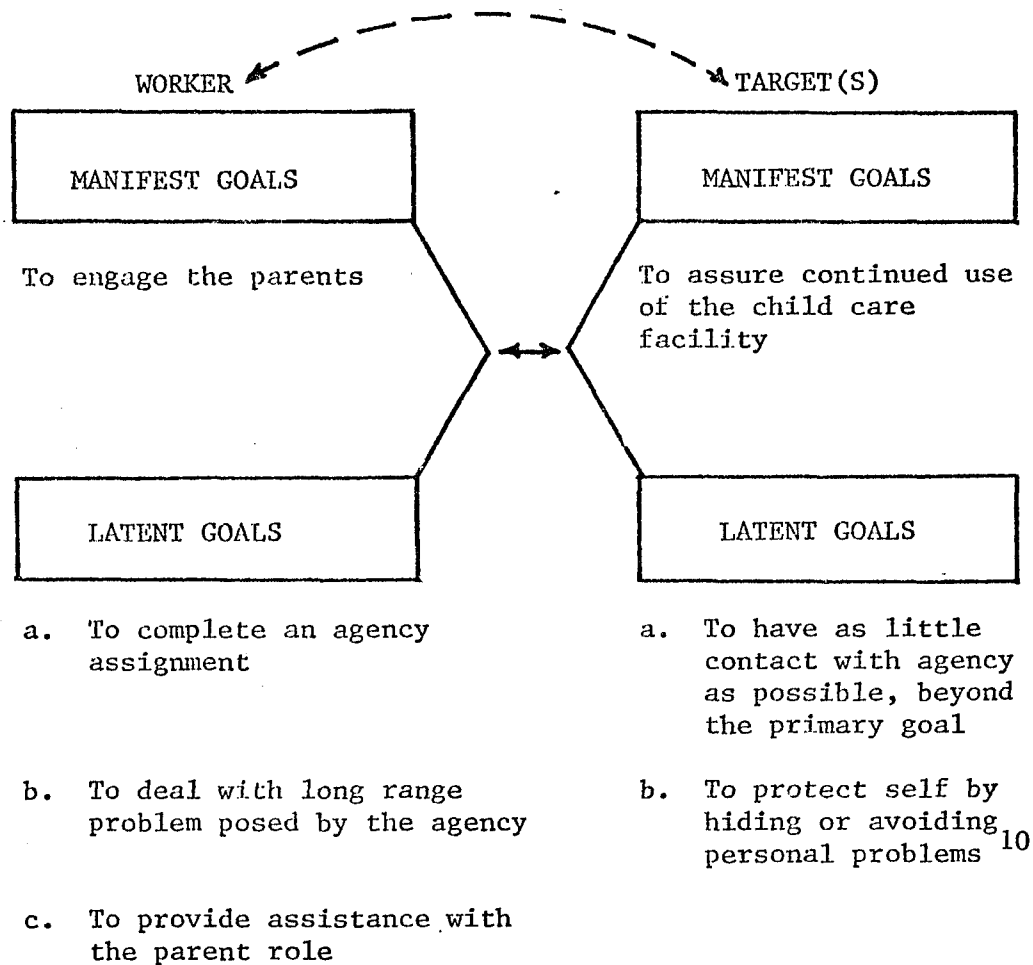 WORKER
TARGET(S)
MANIFEST GOALS
MANIFEST GOALS
To engage the parents
To assure continued use
of the child care
facility
LATENT GOALS
LATENT GOALS
a. To complete an agency
assignment
a. To have as little
contact with agency
as possible, beyond
the primary goal
b. To deal with long range
problem posed by the agency
b. To protect self by
hiding or avoiding
personal problems 10
c. To provide assistance with
the parent role